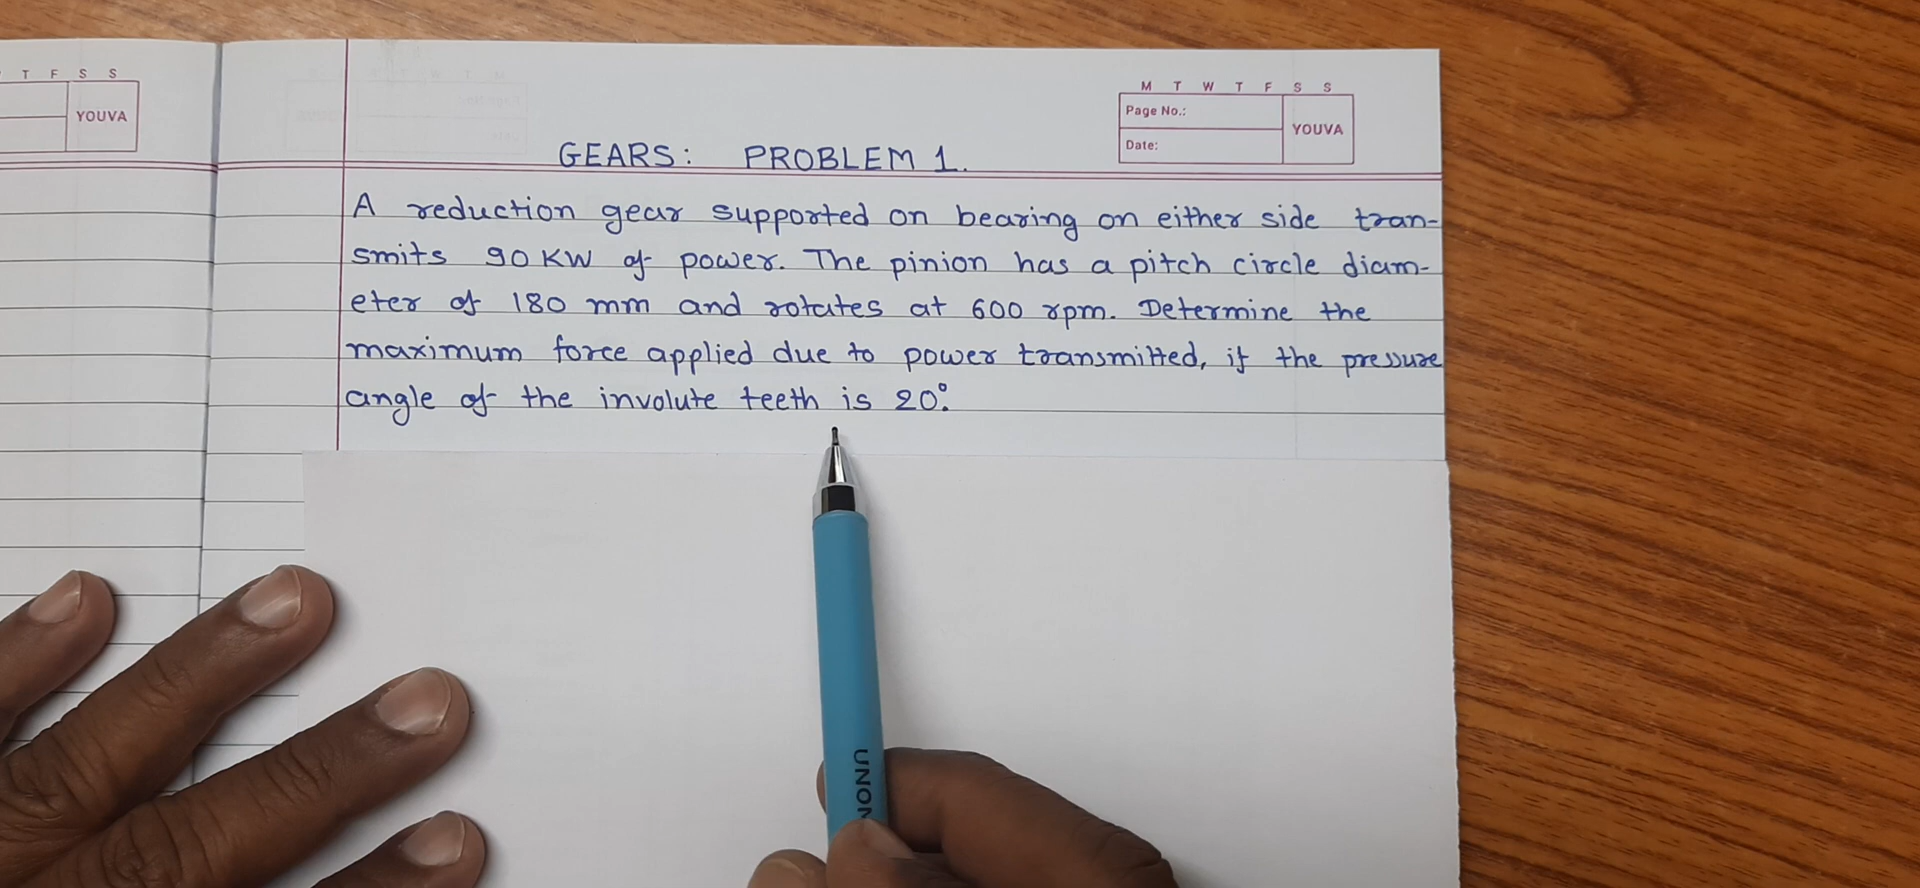 T F S S
YOUVA
M T W T F S S
Page No.:
YOUVA
Date:
GEARS: PROBLEM 1.
A reduction gear supported on bearing on either side tran-
smits 90 KW of power. The pinion has a pitch circle diam-
eter of 180 mm and rotates at 600 rpm. Determine the
maximum force applied due to power transmitted, if the pressure
angle of the involute teeth is 20°.
UNOM